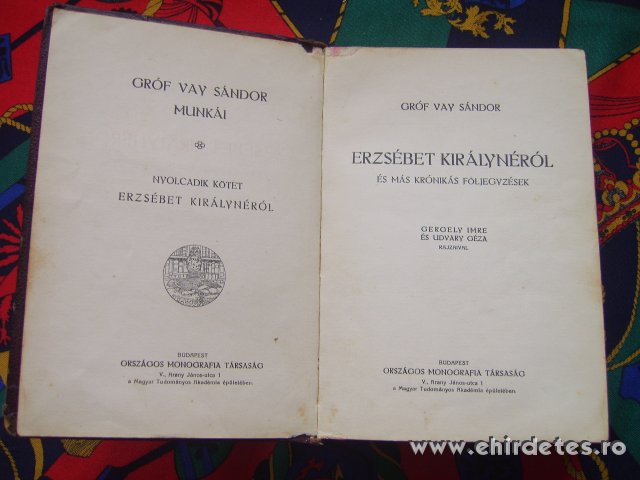 GRÓF VAY SÁNDOR
MUNKÁI
NYOLCADIK KÖTET
ERZSÉBET KIRÁLYNÉRÓL
BUDAPEST
ORSZÁGOS MONOGRAFIA TÁRSASÁG
V., Arany János-utca 1
a Magyar Tudományos Akadémia épületében.
GRÓF VAY SÁNDOR
ERZSÉBET KIRÁLYNÉRÓL
ÉS MÁS KRÓNIKÁS FÖLJEGYZÉSEK
GERGELY IMRE
ÉS UDVARY GÉZA
RAJZAIVAL
BUDAPEST
ORSZÁGOS MONOGRAFIA TÁRSASÁG
V., Arany János-utca 1
a Magyar Tudományos Akadémia épületében.
www.ehirdetes.ro